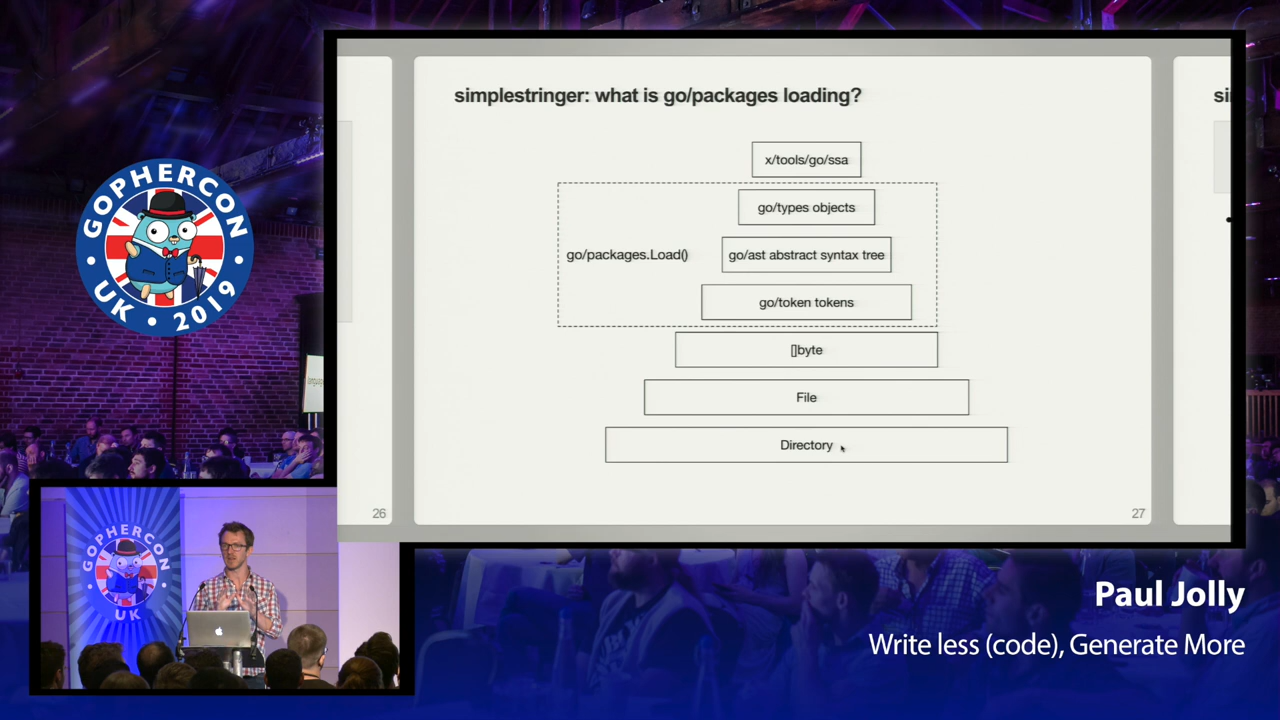 GOPHERCON
UK • 2019
simplestringer: what is go/packages loading?
si
x/tools/go/ssa
go/types objects
go/packages.Load()
go/ast abstract syntax tree
go/token tokens
[]byte
File
Directory
26
27
GOPHERCON
UK
Paul Jolly
Write less (code), Generate More